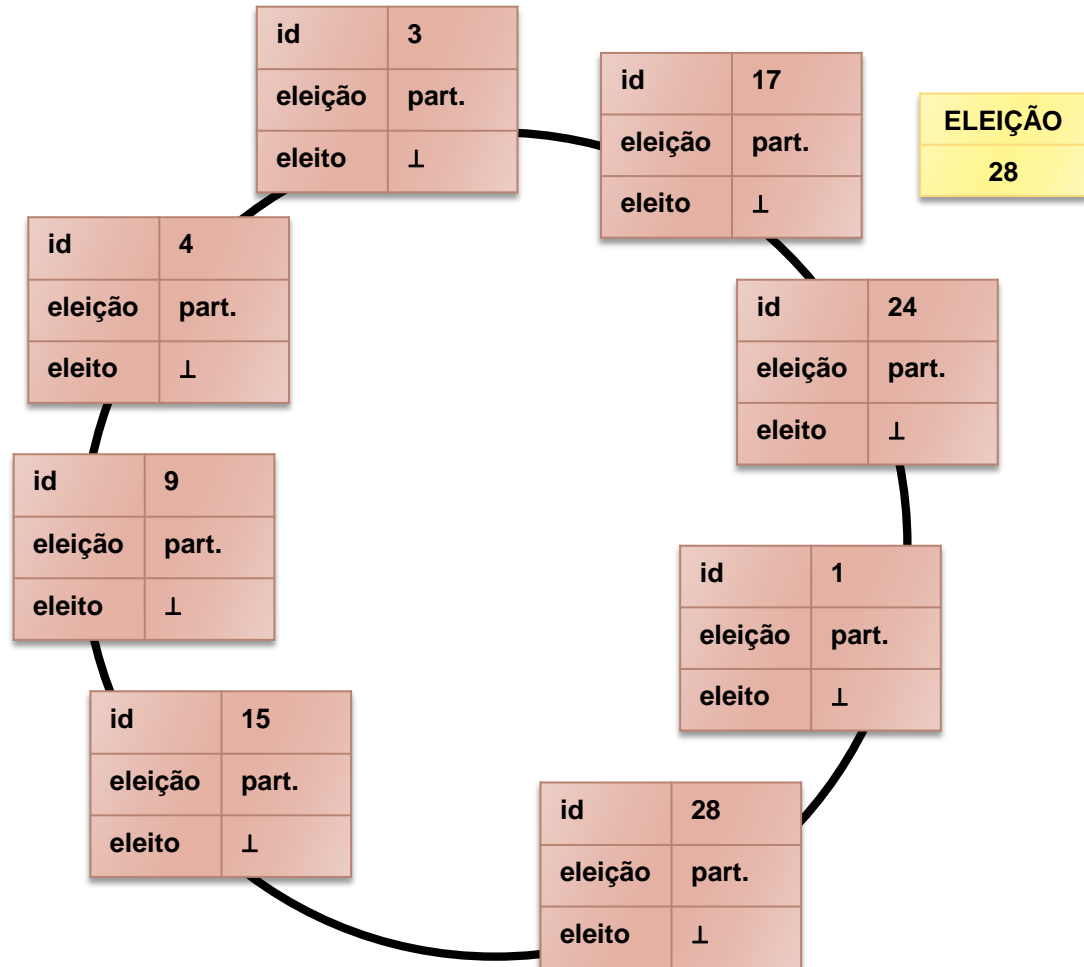 id 3
eleição part.
eleito ⊥
id 17
eleição part.
eleito ⊥
ELEIÇÃO
28
id 4
eleição part.
eleito ⊥
id 24
eleição part.
eleito ⊥
id 9
eleição part.
eleito ⊥
id 1
eleição part.
eleito ⊥
id 15
eleição part.
eleito ⊥
id 28
eleição part.
eleito ⊥